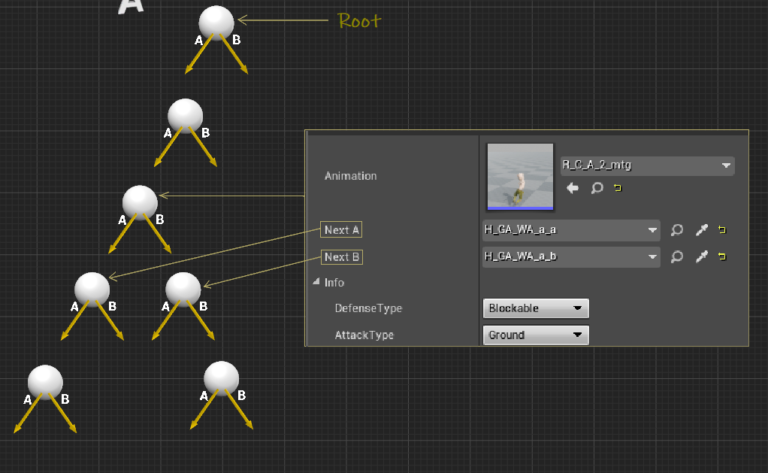 A
Root
A B
A B
A B
A B
A B
A B
A B
Animation
R_C_A_2_mtg
Next A
H_GA_WA_a_a
Next B
H_GA_WA_a_b
Info
DefenseType
Blockable
AttackType
Ground